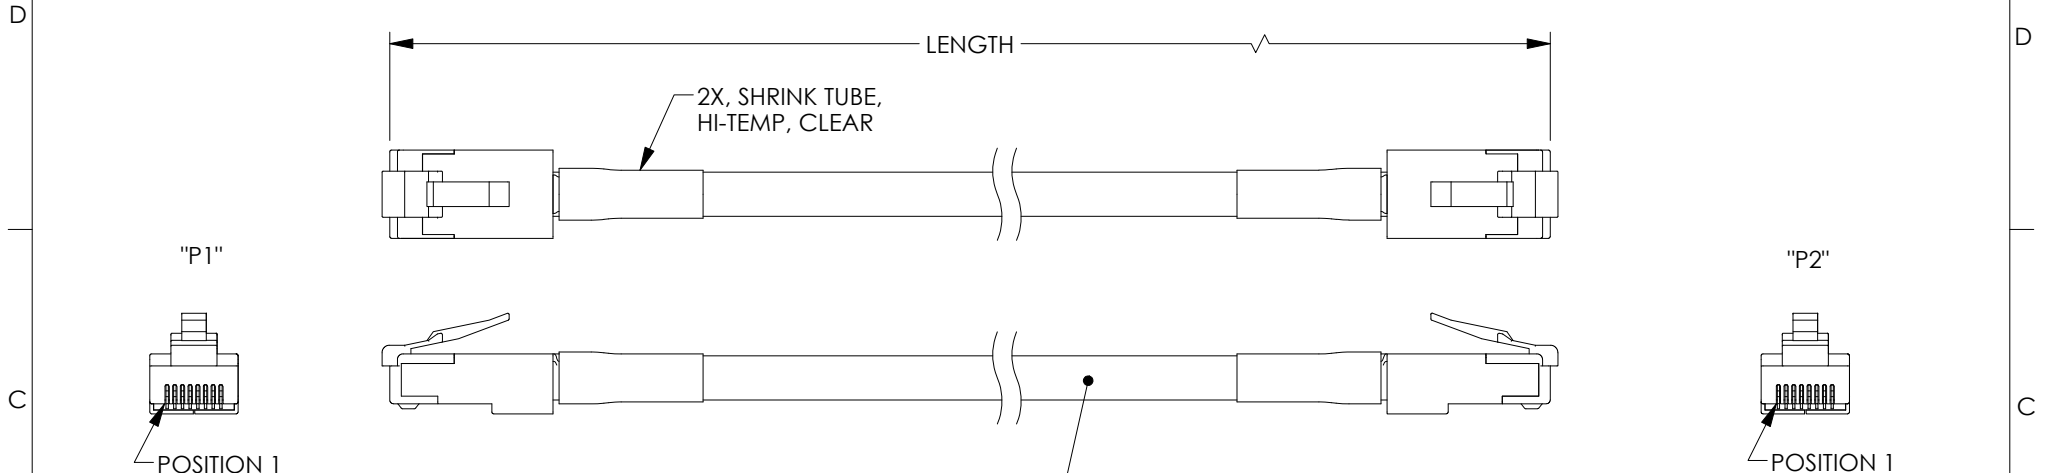 D
D
LENGTH
2X, SHRINK TUBE,
HI-TEMP, CLEAR
"P1"
"P2"
C
C
POSITION 1
POSITION 1